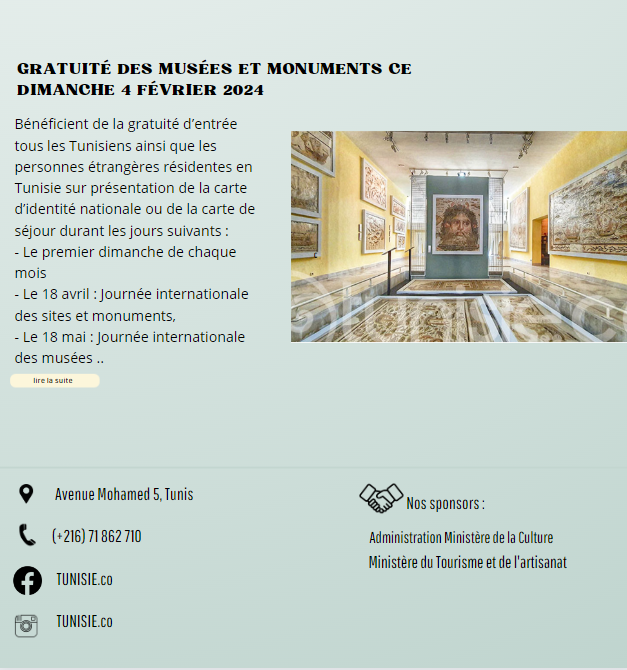 GRATUITÉ DES MUSÉES ET MONUMENTS CE
DIMANCHE 4 FÉVRIER 2024
Bénéficient de la gratuité d’entrée
tous les Tunisiens ainsi que les
personnes étrangères résidentes en
Tunisie sur présentation de la carte
d’identité nationale ou de la carte de
séjour durant les jours suivants :
- Le premier dimanche de chaque
mois
- Le 18 avril : Journée internationale
des sites et monuments,
- Le 18 mai : Journée internationale
des musées ..
lire la suite
Avenue Mohamed 5, Tunis
(+216) 71 862 710
TUNISIE.co
TUNISIE.co
Nos sponsors :
Administration Ministère de la Culture
Ministère du Tourisme et de l'artisanat